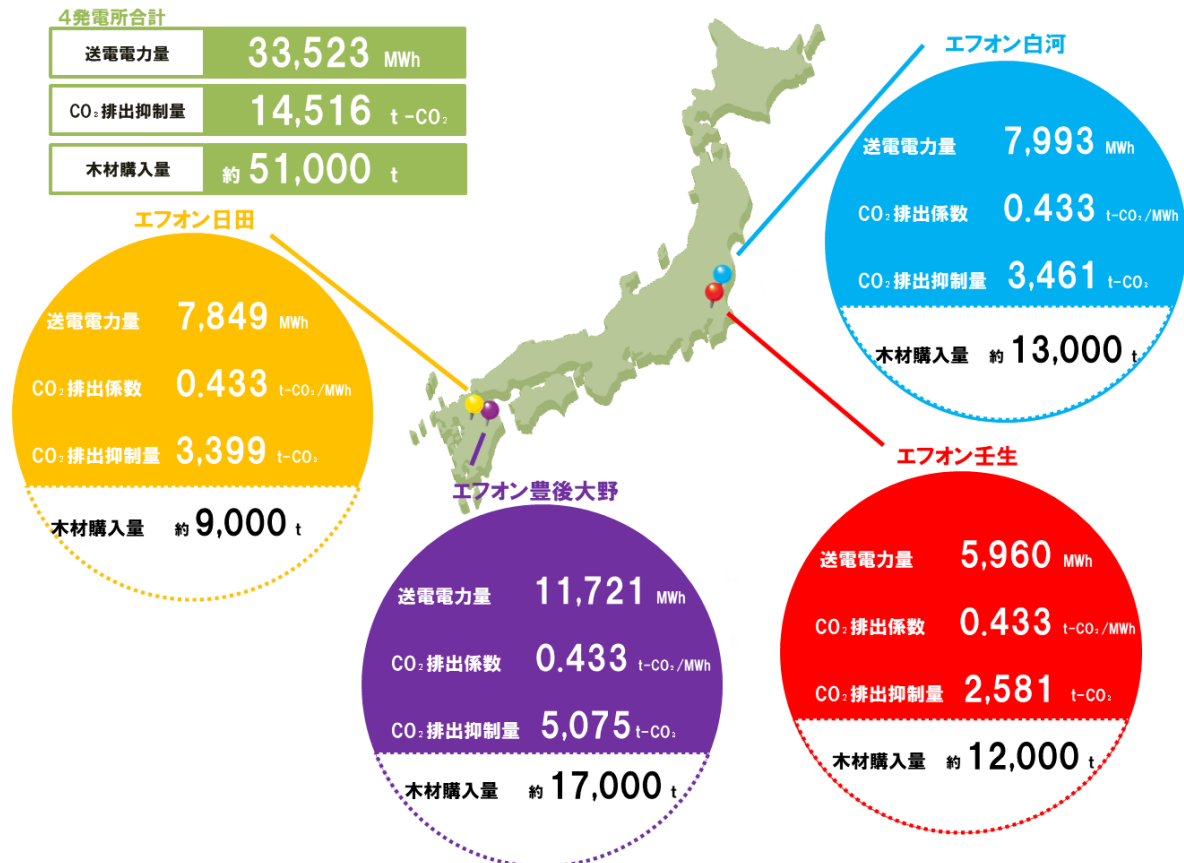 4発電所合計
送電電力量 33,523 MWh
CO₂排出抑制量 14,516 t-CO₂
木材購入量 約 51,000 t
エフオン白河
送電電力量 7,993 MWh
CO₂排出係数 0.433 t-CO₂/MWh
CO₂排出抑制量 3,461 t-CO₂
木材購入量 約 13,000 t
エフオン日田
送電電力量 7,849 MWh
CO₂排出係数 0.433 t-CO₂/MWh
CO₂排出抑制量 3,399 t-CO₂
木材購入量 約 9,000 t
エフオン豊後大野
送電電力量 11,721 MWh
CO₂排出係数 0.433 t-CO₂/MWh
CO₂排出抑制量 5,075 t-CO₂
木材購入量 約 17,000 t
エフオン壬生
送電電力量 5,960 MWh
CO₂排出係数 0.433 t-CO₂/MWh
CO₂排出抑制量 2,581 t-CO₂
木材購入量 約 12,000 t